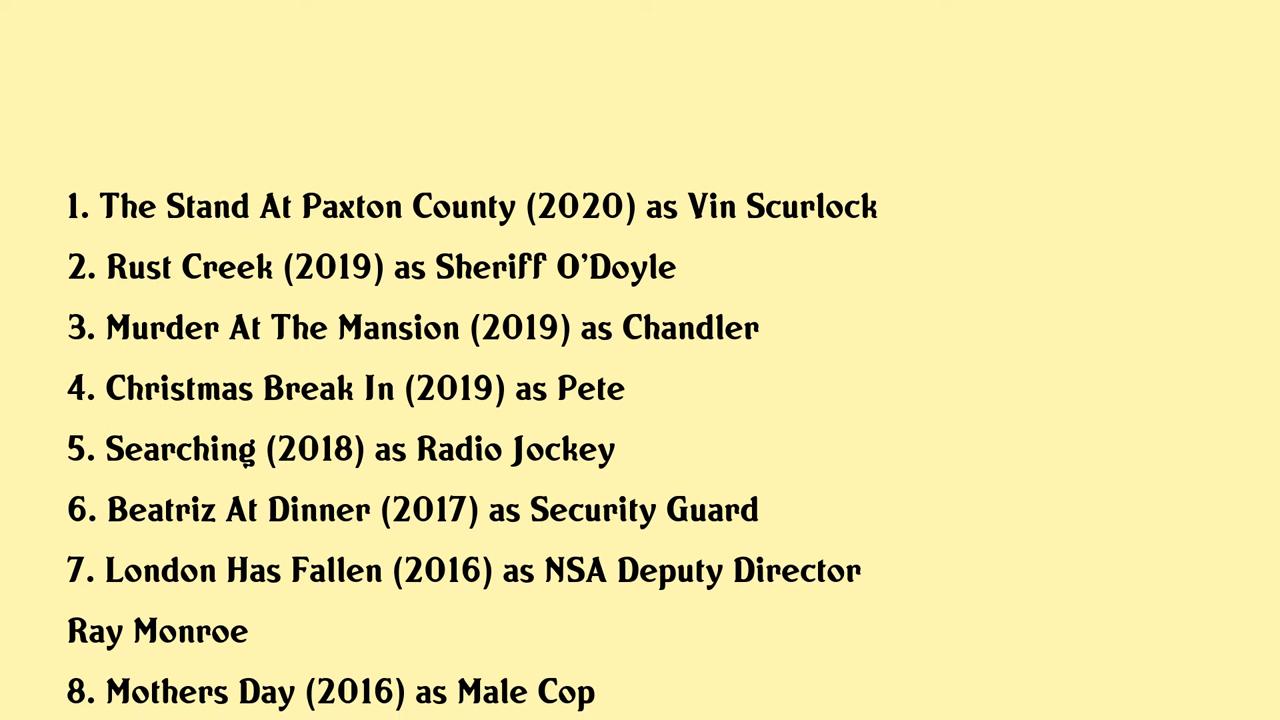 1. The Stand At Paxton County (2020) as Vin Scurlock
2. Rust Creek (2019) as Sheriff O'Doyle
3. Murder At The Mansion (2019) as Chandler
4. Christmas Break In (2019) as Pete
5. Searching (2018) as Radio Jockey
6. Beatriz At Dinner (2017) as Security Guard
7. London Has Fallen (2016) as NSA Deputy Director
Ray Monroe
8. Mothers Day (2016) as Male Cop